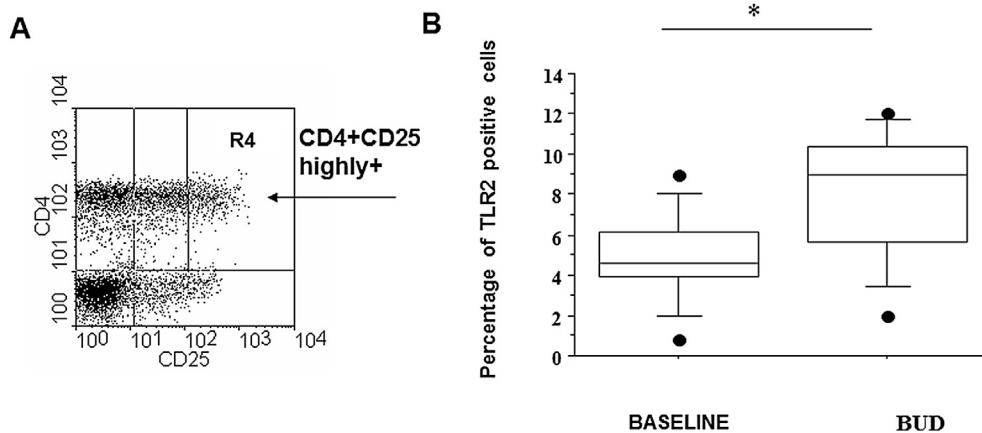 A
104
103
102
101
100
CD4
R4
CD4+CD25
highly+
100 101 102 103 104
CD25
B
*
14
12
10
8
6
4
2
0
Percentage of TLR2 positive cells
BASELINE BUD